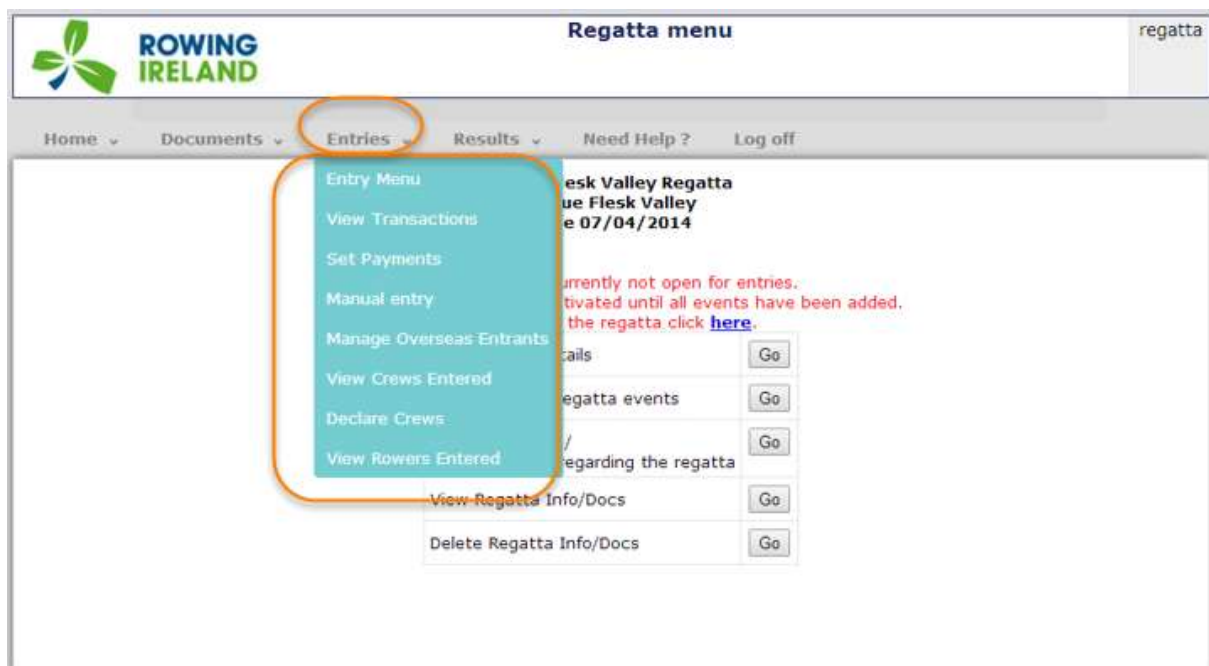 Regatta menu
regatta
ROWING
IRELAND
Home
Documents
Entries
Results
Need Help ?
Log off
Entry Menu
View Transactions
Set Payments
Manual entry
Manage Overseas Entrants
View Crews Entered
Declare Crews
View Rowers Entered
esk Valley Regatta
ue Flesk Valley
e 07/04/2014
urrently not open for entries.
tivated until all events have been added.
the regatta click here.
tails Go
egatta events Go
/ Go
regarding the regatta
View Regatta Info/Docs Go
Delete Regatta Info/Docs Go